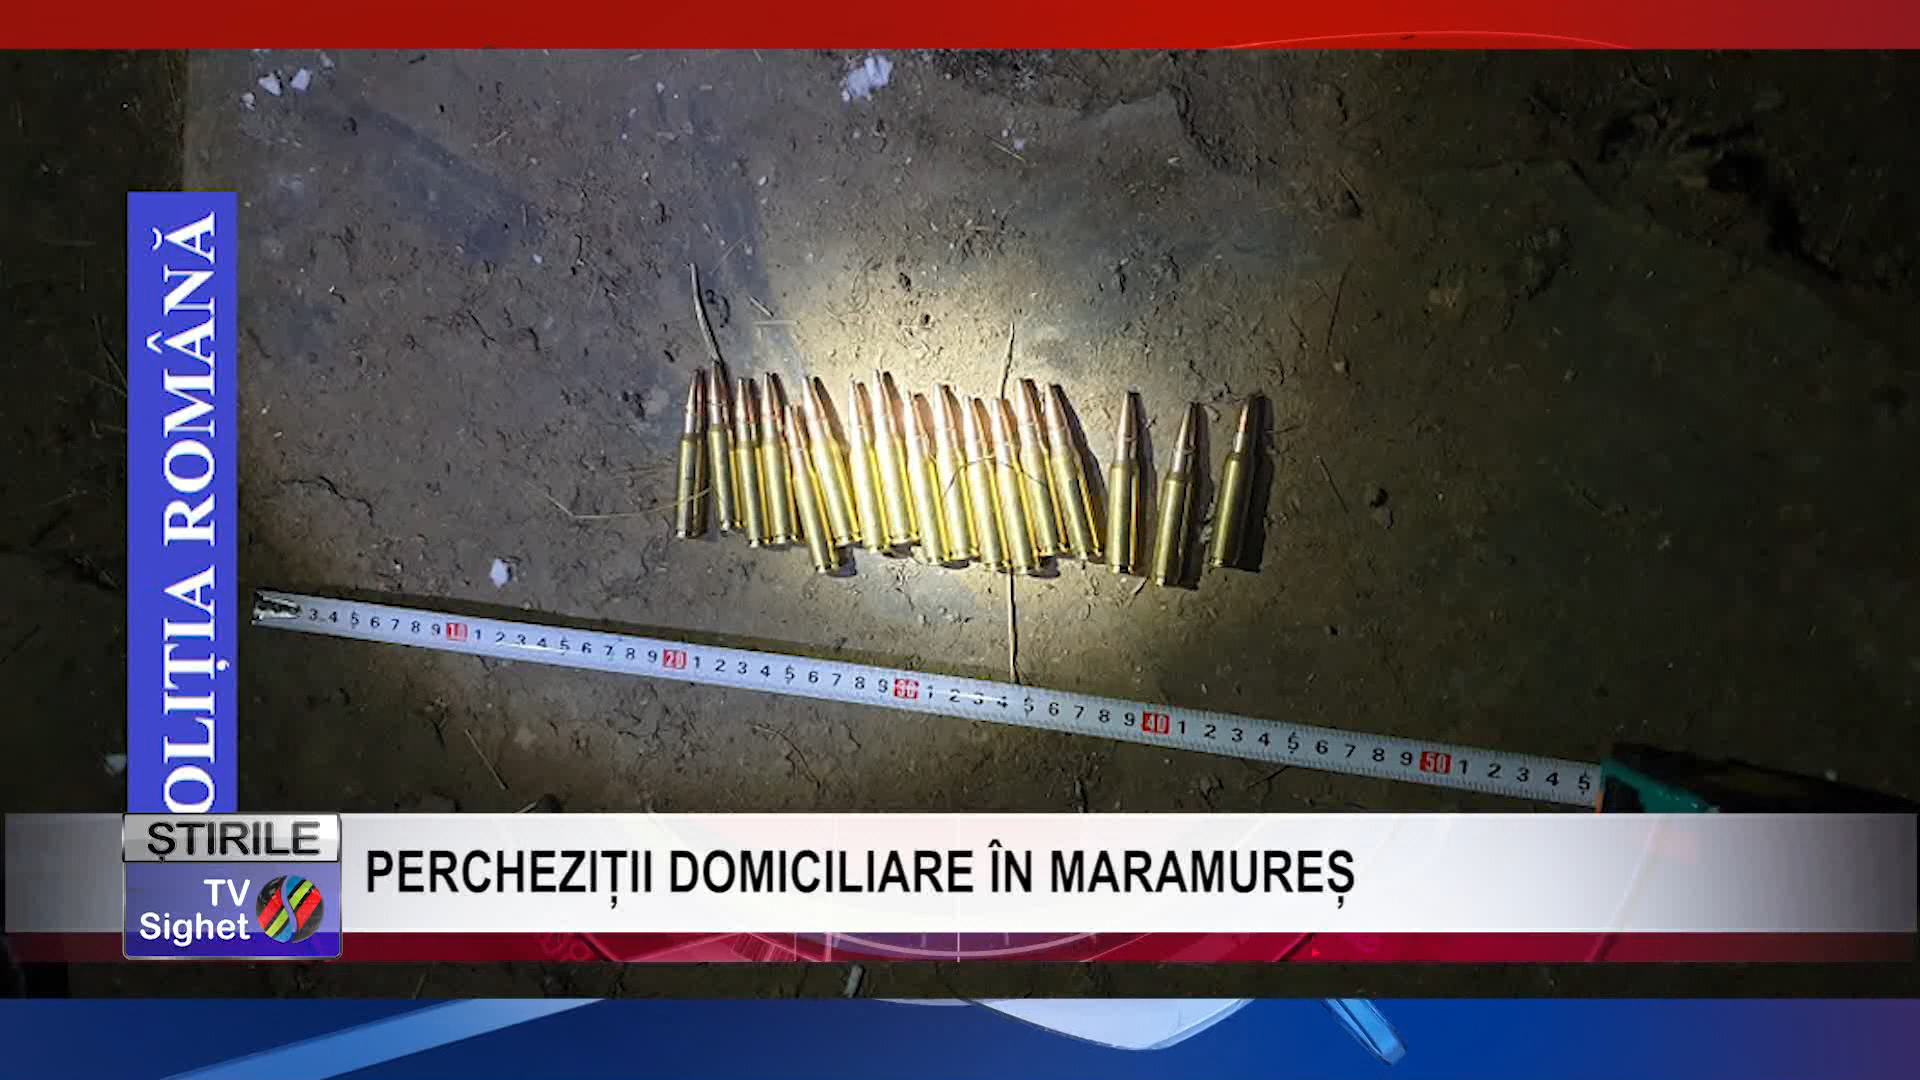 OLIȚIA ROMÂNĂ
3 4 5 6 7 8 9 10 1 2 3 4 5 6 7 8 9 20 1 2 3 4 5 6 7 8 9 30 1 2 3 4 5 6 7 8 9 40 1 2 3 4 5 6 7 8 9 50 1 2 3 4 5
ȘTIRILE
TV
Sighet
PERCHEZIȚII DOMICILIARE ÎN MARAMUREȘ